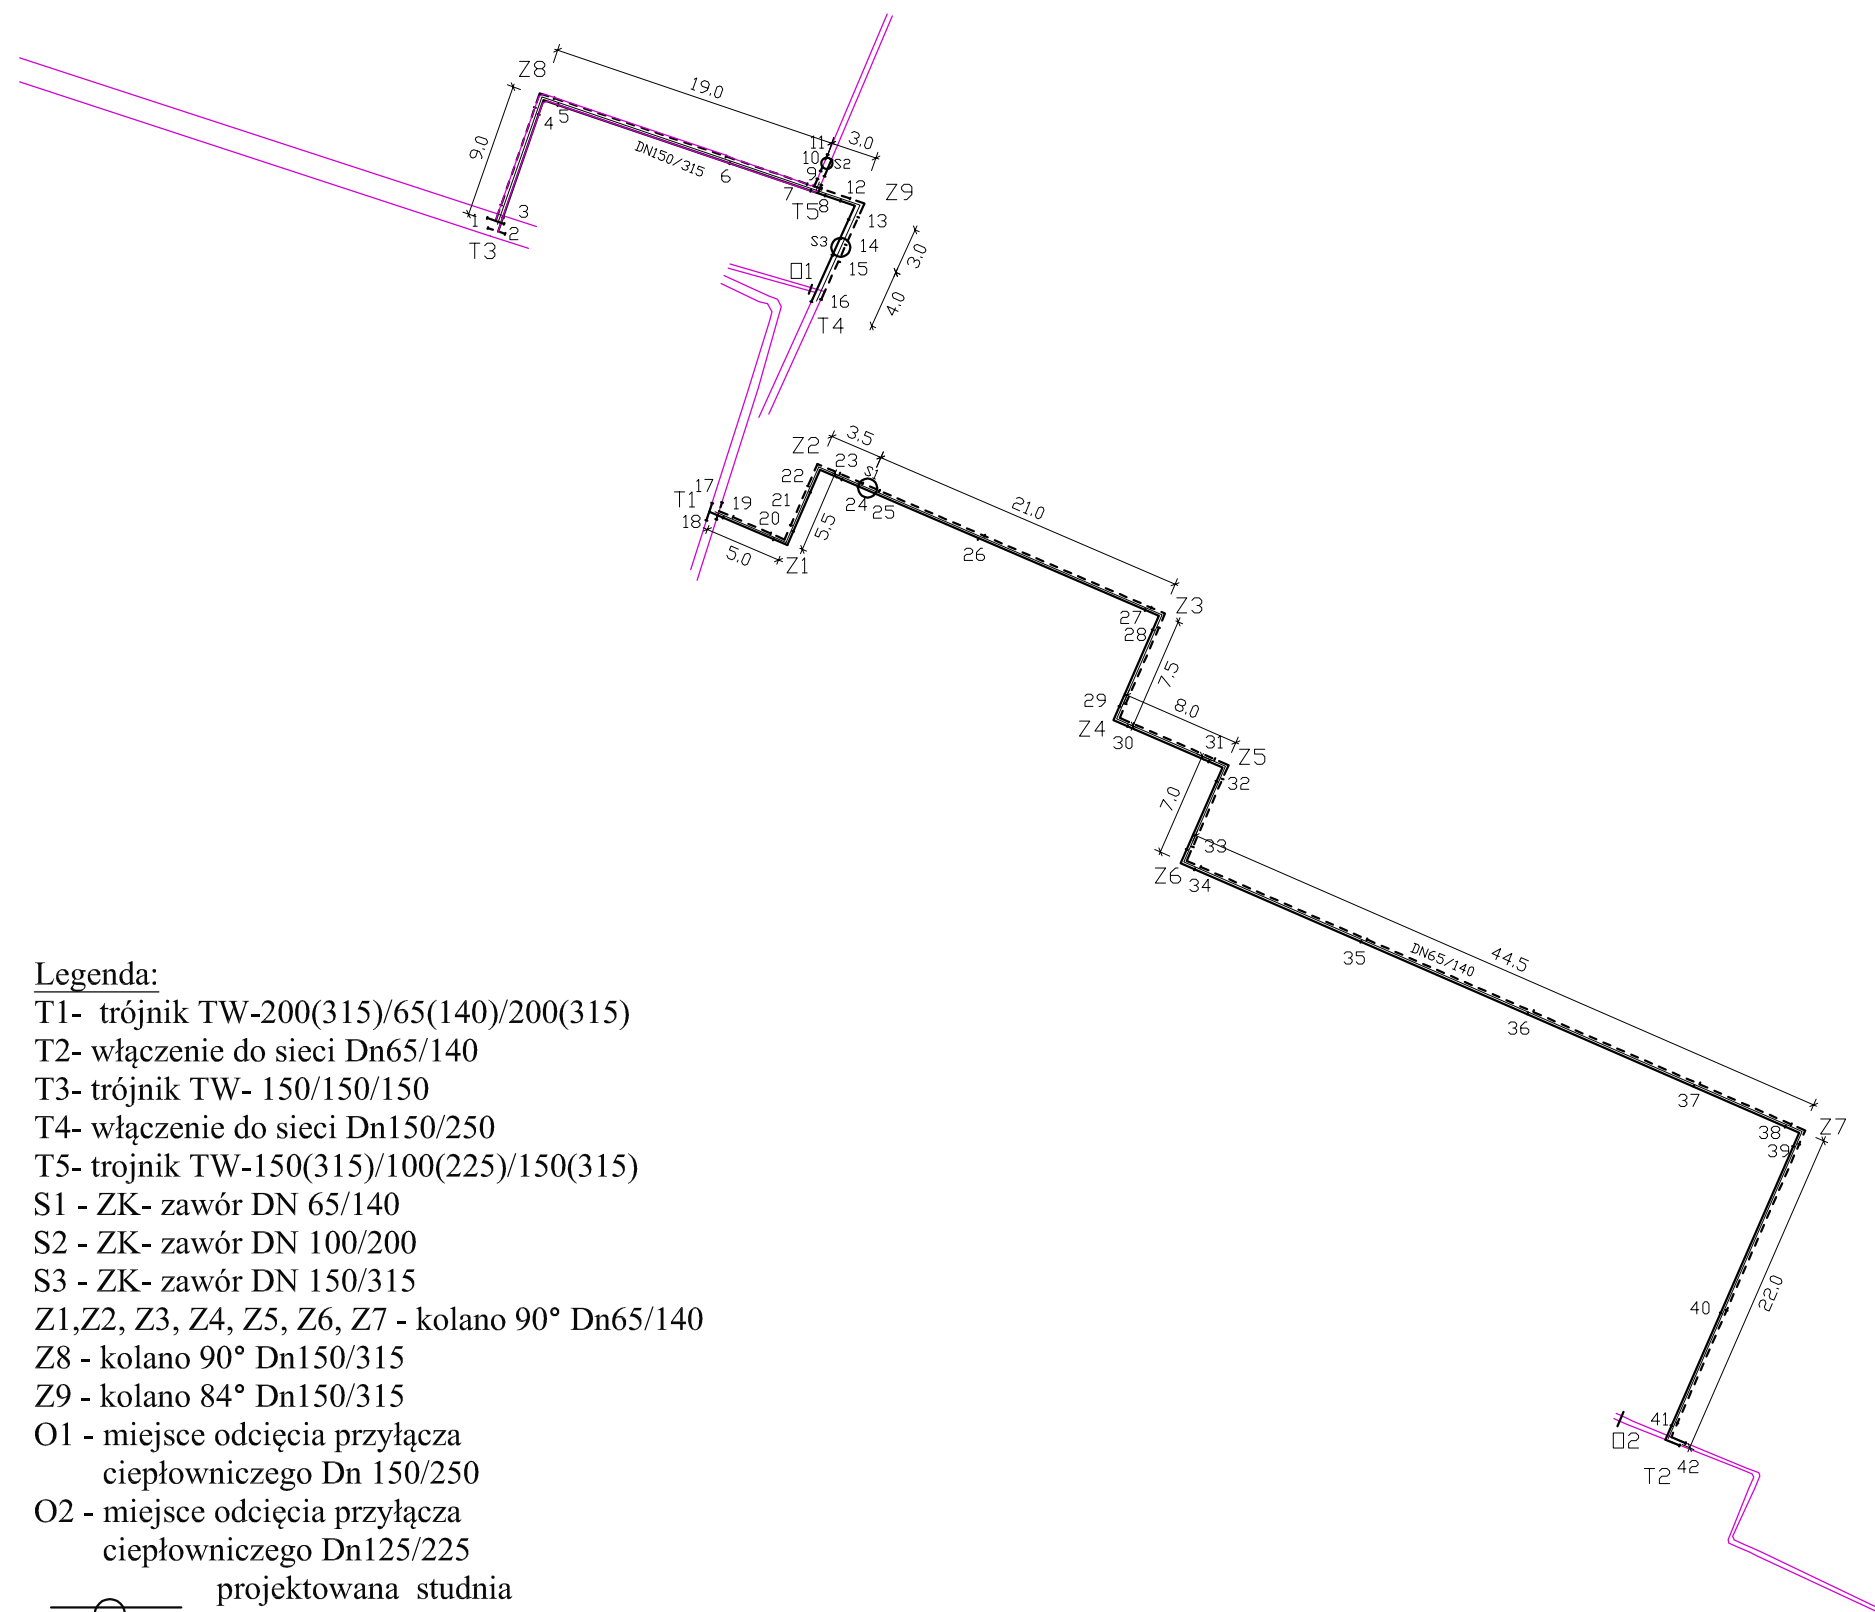 Z8
19.0
9.0
4
5
DN150/315
6
7
11
3.0
10
S2
9
12
Z9
T5
8
13
1
3
2
T3
S3
14
3.0
O1
15
16
4.0
T4
Z2
3.5
23
S1
22
17
T1
18
19
20
21
24
25
5.5
5.0
Z1
21.0
26
Z3
27
28
7.5
29
8.0
Z4
30
31
Z5
32
7.0
33
Z6
34
44.5
DN65/140
35
36
37
Z7
38
39
40
22.0
41
O2
T2
42
Legenda:
T1- trójnik TW-200(315)/65(140)/200(315)
T2- włączenie do sieci Dn65/140
T3- trójnik TW- 150/150/150
T4- włączenie do sieci Dn150/250
T5- trojnik TW-150(315)/100(225)/150(315)
S1 - ZK- zawór DN 65/140
S2 - ZK- zawór DN 100/200
S3 - ZK- zawór DN 150/315
Z1,Z2, Z3, Z4, Z5, Z6, Z7 - kolano 90° Dn65/140
Z8 - kolano 90° Dn150/315
Z9 - kolano 84° Dn150/315
O1 - miejsce odcięcia przyłącza
ciepłowniczego Dn 150/250
O2 - miejsce odcięcia przyłącza
ciepłowniczego Dn125/225
projektowana studnia